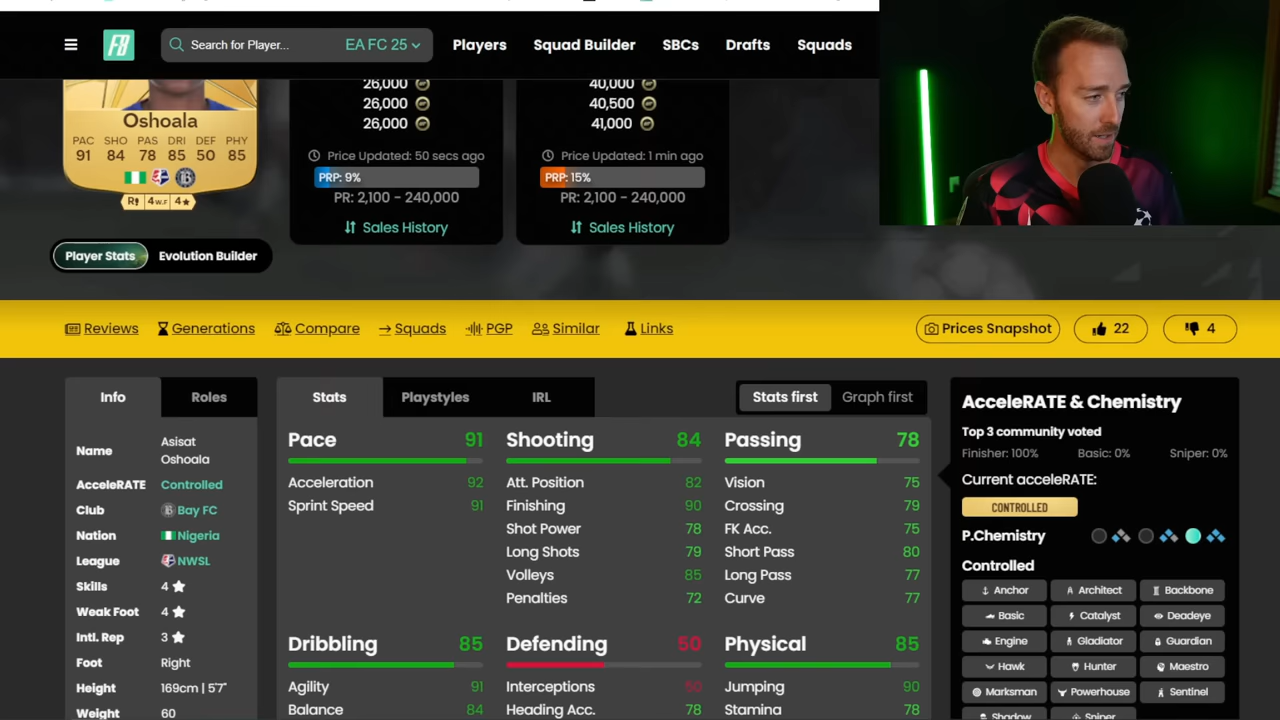 FB
Search for Player...
EA FC 25
Players
Squad Builder
SBCs
Drafts
Squads
Oshoala
PAC SHO PAS DRI DEF PHY
91 84 78 85 50 85
R 4 W.F 4★
26,000
26,000
26,000
Price Updated: 50 secs ago
PRP: 9%
PR: 2,100 - 240,000
Sales History
40,000
40,500
41,000
Price Updated: 1 min ago
PRP: 15%
PR: 2,100 - 240,000
Sales History
Player Stats
Evolution Builder
Reviews
Generations
Compare
Squads
PGP
Similar
Links
Prices Snapshot
22
4
Info
Roles
Name Asisat
Oshoala
AcceleRATE Controlled
Club Bay FC
Nation Nigeria
League NWSL
Skills 4 ★
Weak Foot 4 ★
Intl. Rep 3 ★
Foot Right
Height 169cm | 5'7"
Weight 60
Stats
Playstyles
IRL
Stats first
Graph first
Pace 91
Acceleration 92
Sprint Speed 91
Shooting 84
Att. Position 82
Finishing 90
Shot Power 78
Long Shots 79
Volleys 85
Penalties 72
Passing 78
Vision 75
Crossing 79
FK Acc. 75
Short Pass 80
Long Pass 77
Curve 77
Dribbling 85
Agility 91
Balance 84
Defending 50
Interceptions 50
Heading Acc. 78
Physical 85
Jumping 90
Stamina 78
AcceleRATE & Chemistry
Top 3 community voted
Finisher: 100% Basic: 0% Sniper: 0%
Current acceleRATE:
CONTROLLED
P.Chemistry
Controlled
Anchor Architect Backbone
Basic Catalyst Deadeye
Engine Gladiator Guardian
Hawk Hunter Maestro
Marksman Powerhouse Sentinel
Shadow Sniper